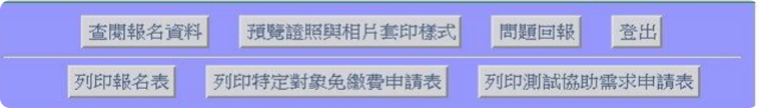 查閱報名資料 預覽證照與相片套印樣式 問題回報 登出
列印報名表 列印特定對象免繳費申請表 列印測試協助需求申請表